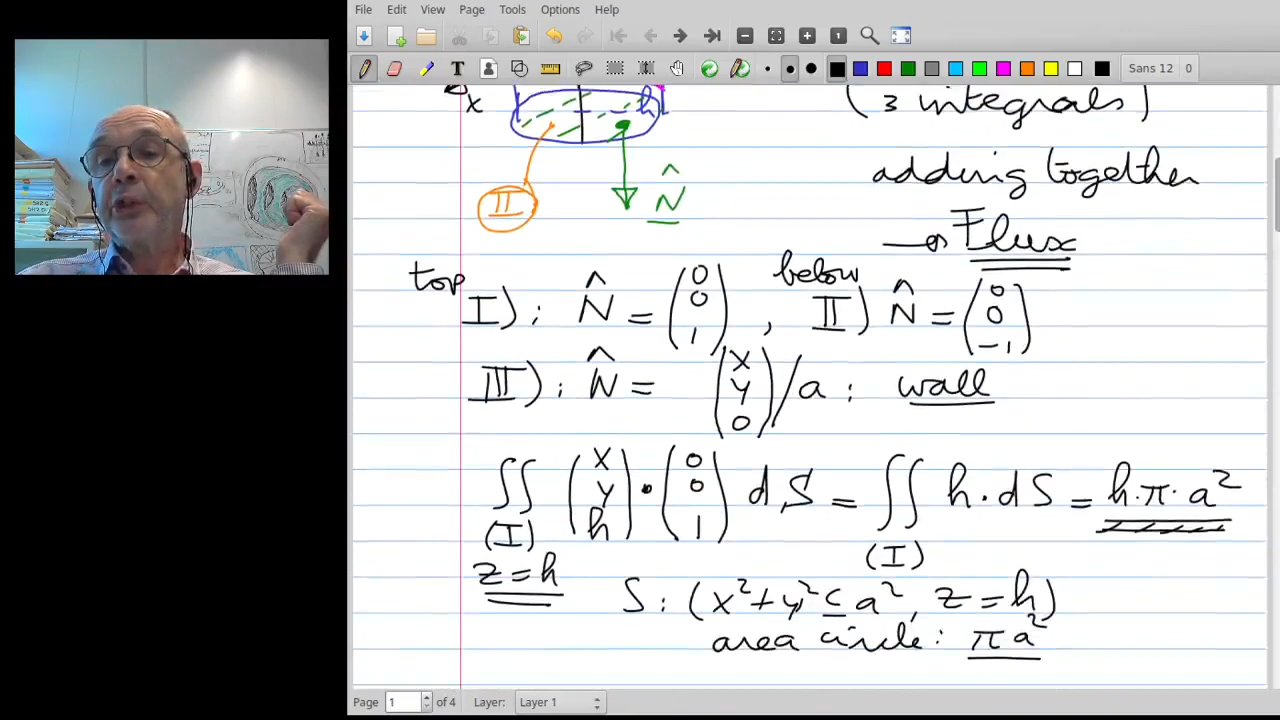 File Edit View Page Tools Options Help
Sans 12 0
x h (3 integrals)
adding together
II N̂ → Flux
top below
I) : N̂ = (0 0 1) , II) N̂ = (0 0 -1)
III) : N̂ = (x y 0) / a : wall
∬ (I) (x y h) · (0 0 1) dS = ∬ (I) h · dS = h · π · a²
z = h S : (x² + y² ≤ a², z = h)
area circle : πa²
Page 1 of 4 Layer: Layer 1